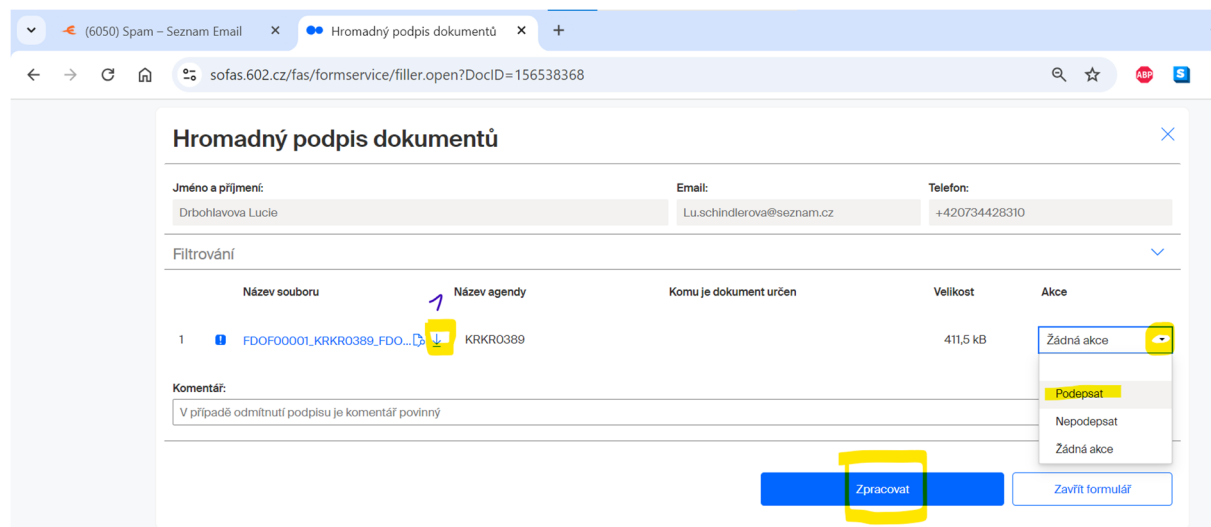 (6050) Spam – Seznam Email
Hromadný podpis dokumentů
sofas.602.cz/fas/formservice/filler.open?DocID=156538368
ABP
S
Hromadný podpis dokumentů
Jméno a příjmení: Email: Telefon:
Drbohlavova Lucie Lu.schindlerova@seznam.cz +420734428310
Filtrování
1
Název souboru Název agendy Komu je dokument určen Velikost Akce
1 FDOF00001_KRKR0389_FDO... KRKR0389 411,5 kB Žádná akce
Podepsat
Nepodepsat
Žádná akce
Komentář:
V případě odmítnutí podpisu je komentář povinný
Zpracovat Zavřít formulář